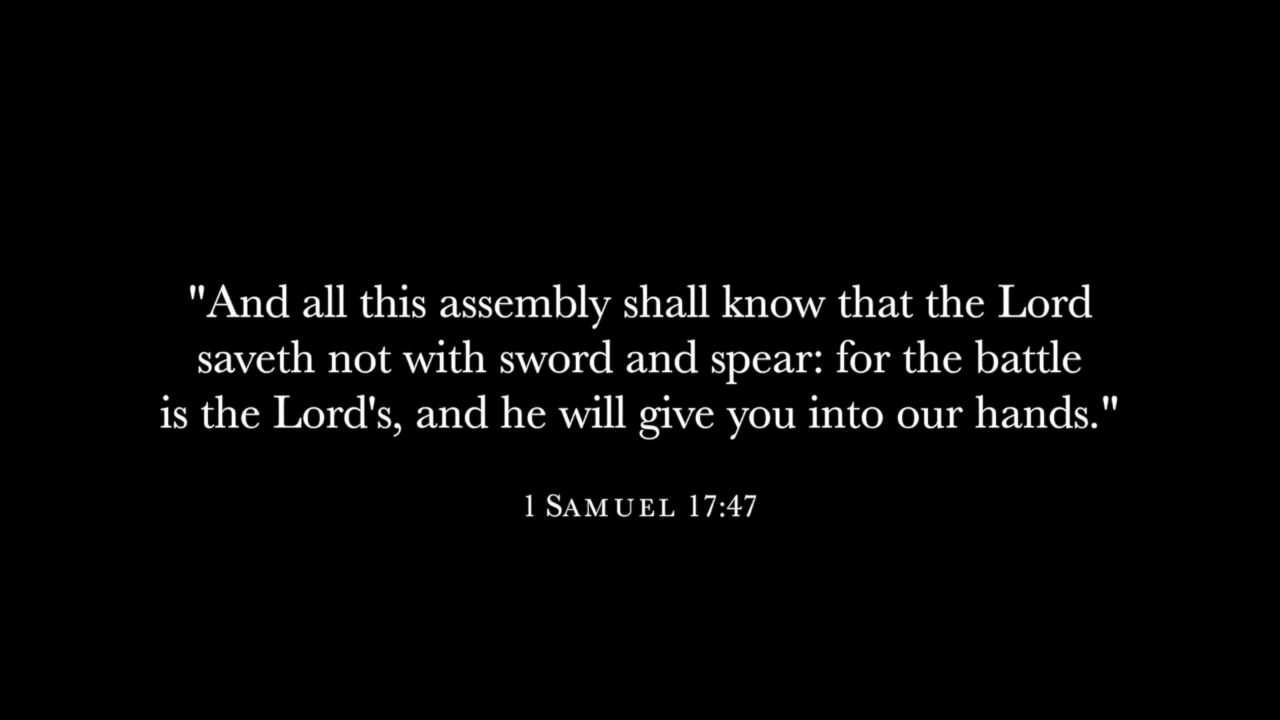 "And all this assembly shall know that the Lord
saveth not with sword and spear: for the battle
is the Lord's, and he will give you into our hands."
1 SAMUEL 17:47